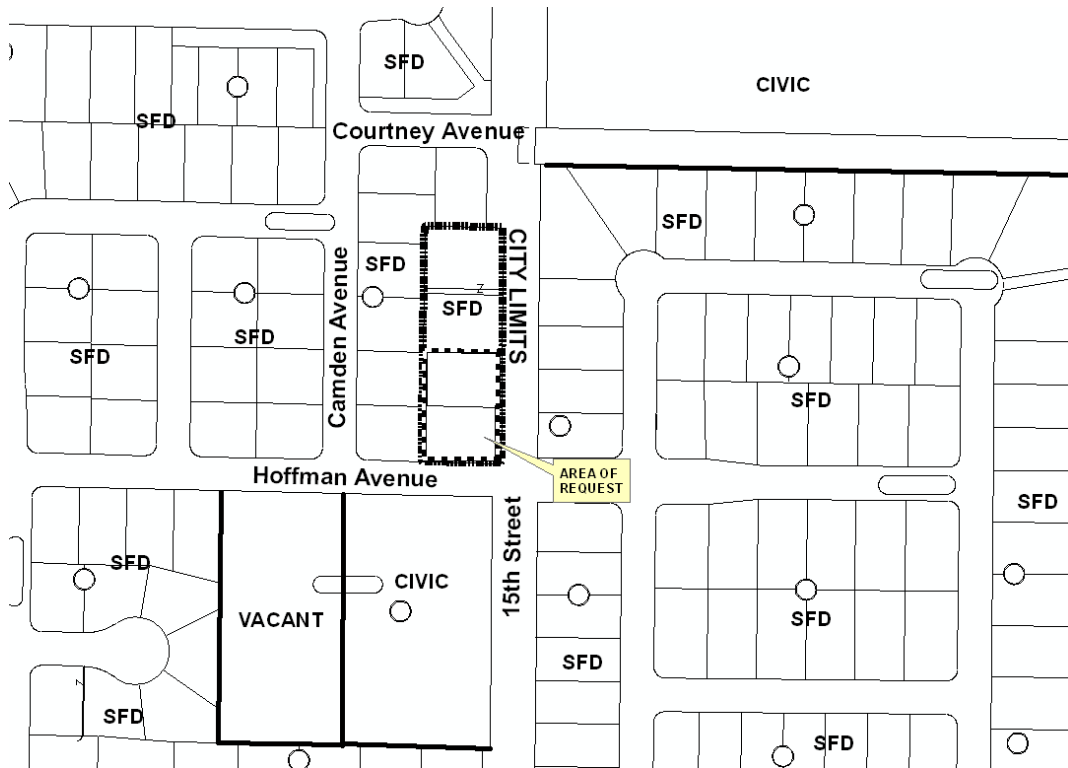 SFD
CIVIC
SFD
Courtney Avenue
SFD
CITY LIMITS
SFD
Camden Avenue
Z
SFD
SFD
SFD
SFD
Hoffman Avenue
AREA OF
REQUEST
SFD
15th Street
SFD
CIVIC
VACANT
SFD
SFD
Z
SFD
SFD